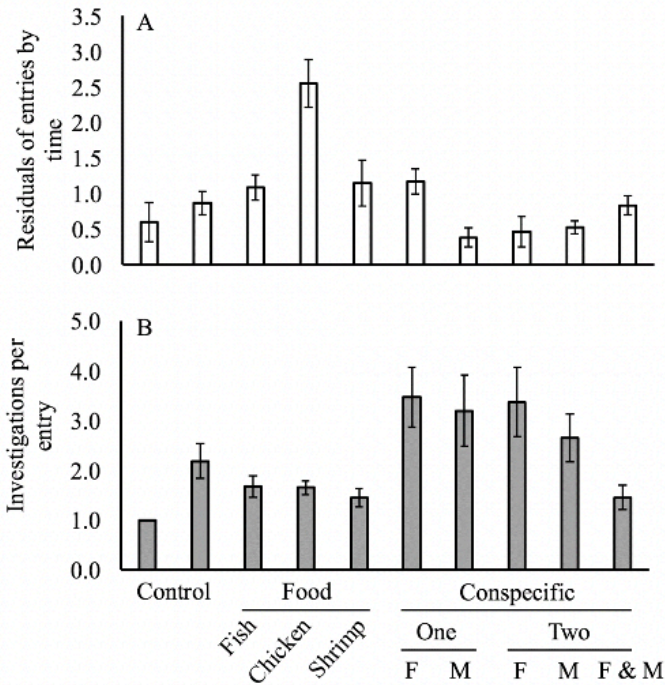 A
Residuals of entries by
time
3.5
3.0
2.5
2.0
1.5
1.0
0.5
0.0
B
Investigations per
entry
5.0
4.0
3.0
2.0
1.0
0.0
Control Food Conspecific
Fish Chicken Shrimp One Two
F M F M F & M